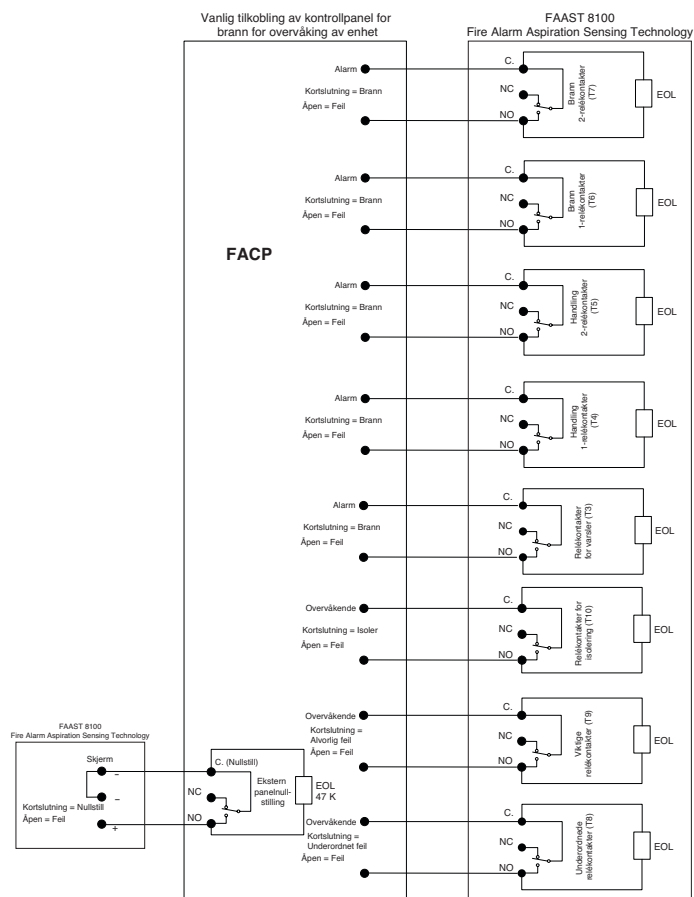 Vanlig tilkobling av kontrollpanel for
brann for overvåking av enhet
FAAST 8100
Fire Alarm Aspiration Sensing Technology
FACP
Alarm
Kortslutning = Brann
Åpen = Feil
C.
NC
NO
Brann
2-relékontakter
(T7)
EOL
Alarm
Kortslutning = Brann
Åpen = Feil
C.
NC
NO
Brann
1-relékontakter
(T6)
EOL
Alarm
Kortslutning = Brann
Åpen = Feil
C.
NC
NO
Handling
2-relékontakter
(T5)
EOL
Alarm
Kortslutning = Brann
Åpen = Feil
C.
NC
NO
Handling
1-relékontakter
(T4)
EOL
Alarm
Kortslutning = Brann
Åpen = Feil
C.
NC
NO
Relékontakter
for varsler (T3)
EOL
Overvåkende
Kortslutning = Isoler
Åpen = Feil
C.
NC
NO
Relékontakter for
isolering (T10)
EOL
Overvåkende
Kortslutning =
Alvorlig feil
Åpen = Feil
C.
NC
NO
Viktige
relékontakter (T9)
EOL
Overvåkende
Kortslutning =
Underordnet feil
Åpen = Feil
C.
NC
NO
Underordnede
relékontakter (T8)
EOL
FAAST 8100
Fire Alarm Aspiration Sensing Technology
Skjerm
–
–
+
Kortslutning = Nullstill
Åpen = Feil
C. (Nullstill)
NC
NO
Ekstern
panelnull-
stilling
EOL
47 K